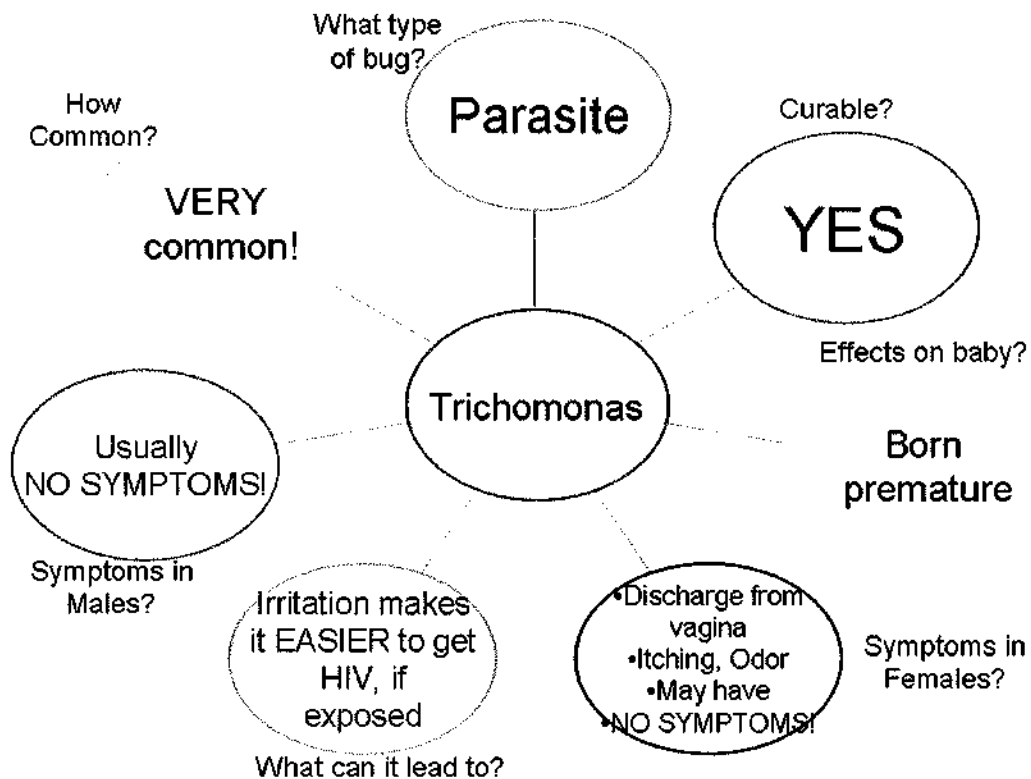 What type
of bug?
Parasite
How
Common?
VERY
common!
Curable?
YES
Trichomonas
Effects on baby?
Born
premature
Usually
NO SYMPTOMS!
Symptoms in
Males?
Irritation makes
it EASIER to get
HIV, if
exposed
What can it lead to?
•Discharge from
vagina
•Itching, Odor
•May have
•NO SYMPTOMS!
Symptoms in
Females?